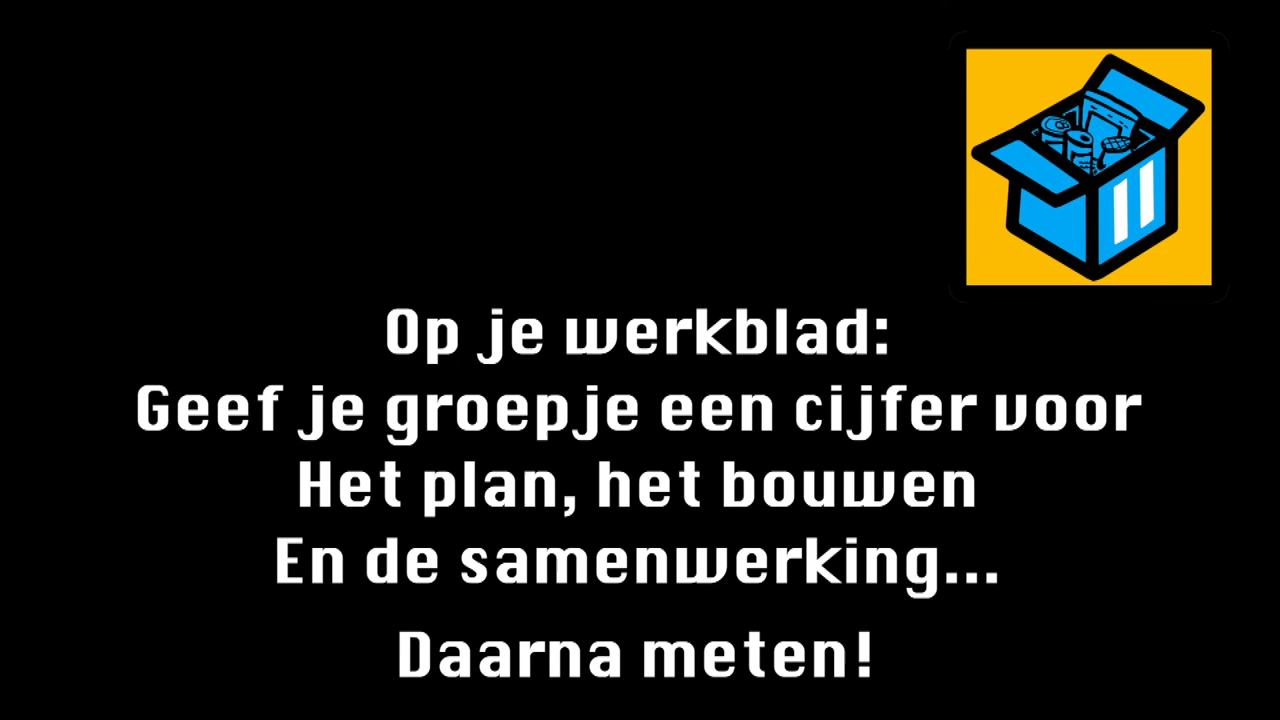 Op je werkblad:
Geef je groepje een cijfer voor
Het plan, het bouwen
En de samenwerking...
Daarna meten!